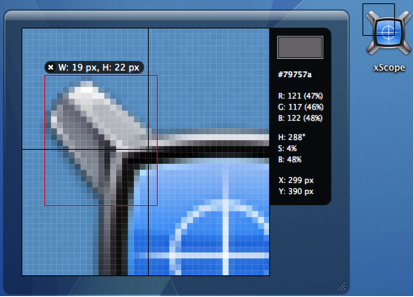 ✖ W: 19 px, H: 22 px
#79757a
R: 121 (47%)
G: 117 (46%)
B: 122 (48%)
H: 288°
S: 4%
B: 48%
X: 299 px
Y: 390 px
xScope